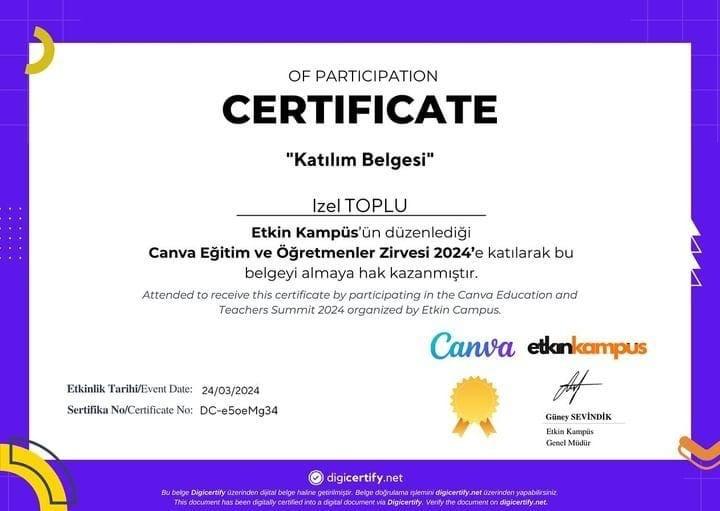 OF PARTICIPATION
CERTIFICATE
"Katılım Belgesi"
Izel TOPLU
Etkin Kampüs'ün düzenlediği
Canva Eğitim ve Öğretmenler Zirvesi 2024'e katılarak bu
belgeyi almaya hak kazanmıştır.
Attended to receive this certificate by participating in the Canva Education and
Teachers Summit 2024 organized by Etkin Campus.
Canva etkinkampus
Etkinlik Tarihi/Event Date: 24/03/2024
Sertifika No/Certificate No: DC-e5oeMg34
Güney SEVİNDİK
Etkin Kampüs
Genel Müdür
digicertify.net
Bu belge Digicertify üzerinden dijital belge haline getirilmiştir. Belge doğrulama işlemini digicertify.net üzerinden yapabilirsiniz.
This document has been digitally certified into a digital document via Digicertify. Verify the document on digicertify.net.